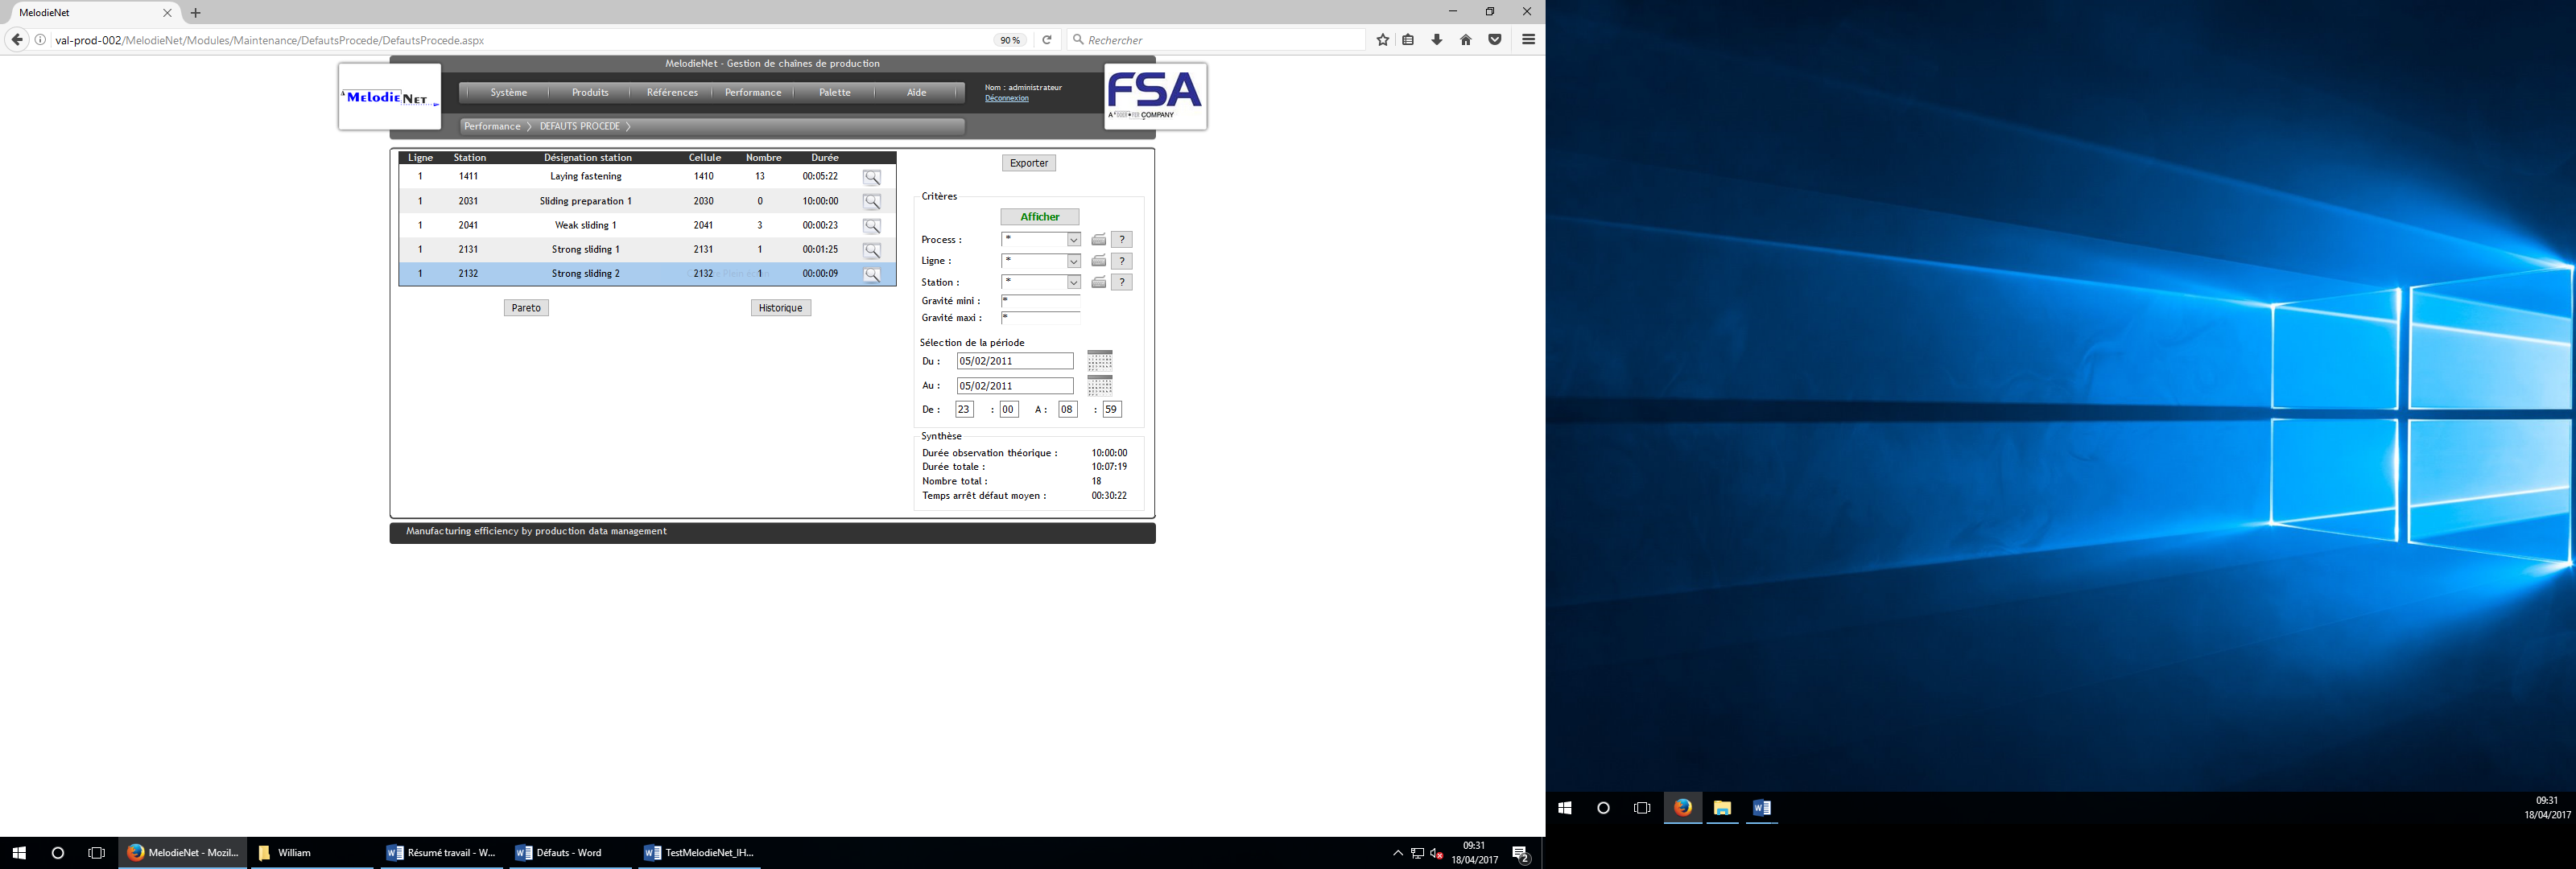 MelodieNet
val-prod-002/MelodieNet/Modules/Maintenance/DefautsProcede/DefautsProcede.aspx
90 %
Rechercher
MelodieNet - Gestion de chaînes de production
MELODIE NET
Système Produits Références Performance Palette Aide
Nom : administrateur
Déconnexion
FSA
COMPANY
Performance > DEFAUTS PROCEDE >
Ligne Station Désignation station Cellule Nombre Durée
1 1411 Laying fastening 1410 13 00:05:22
1 2031 Sliding preparation 1 2030 0 10:00:00
1 2041 Weak sliding 1 2041 3 00:00:23
1 2131 Strong sliding 1 2131 1 00:01:25
1 2132 Strong sliding 2 2132 1 00:00:09
Pareto Historique
Exporter
Critères
Afficher
Process : * ?
Ligne : * ?
Station : * ?
Gravité mini : *
Gravité maxi : *
Sélection de la période
Du : 05/02/2011
Au : 05/02/2011
De : 23 : 00 A : 08 : 59
Synthèse
Durée observation théorique : 10:00:00
Durée totale : 10:07:19
Nombre total : 18
Temps arrêt défaut moyen : 00:30:22
Manufacturing efficiency by production data management
MelodieNet - Mozil...
William
Résumé travail - W...
Défauts - Word
TestMelodieNet_IH...
09:31
18/04/2017
2
09:31
18/04/2017